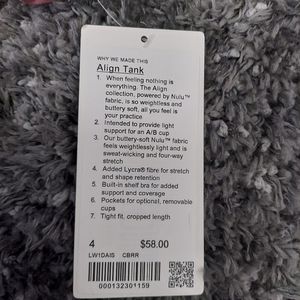 WHY WE MADE THIS
Align Tank
1. When feeling nothing is
everything. The Align
collection, powered by Nulu™
fabric, is so weightless and
buttery soft, all you feel is
your practice
2. Intended to provide light
support for an A/B cup
3. Our buttery-soft Nulu™ fabric
feels weightlessly light and is
sweat-wicking and four-way
stretch
4. Added Lycra® fibre for stretch
and shape retention
5. Built-in shelf bra for added
support and coverage
6. Pockets for optional, removable
cups
7. Tight fit, cropped length
4 $58.00
LW1DAIS CBRR
000132301159